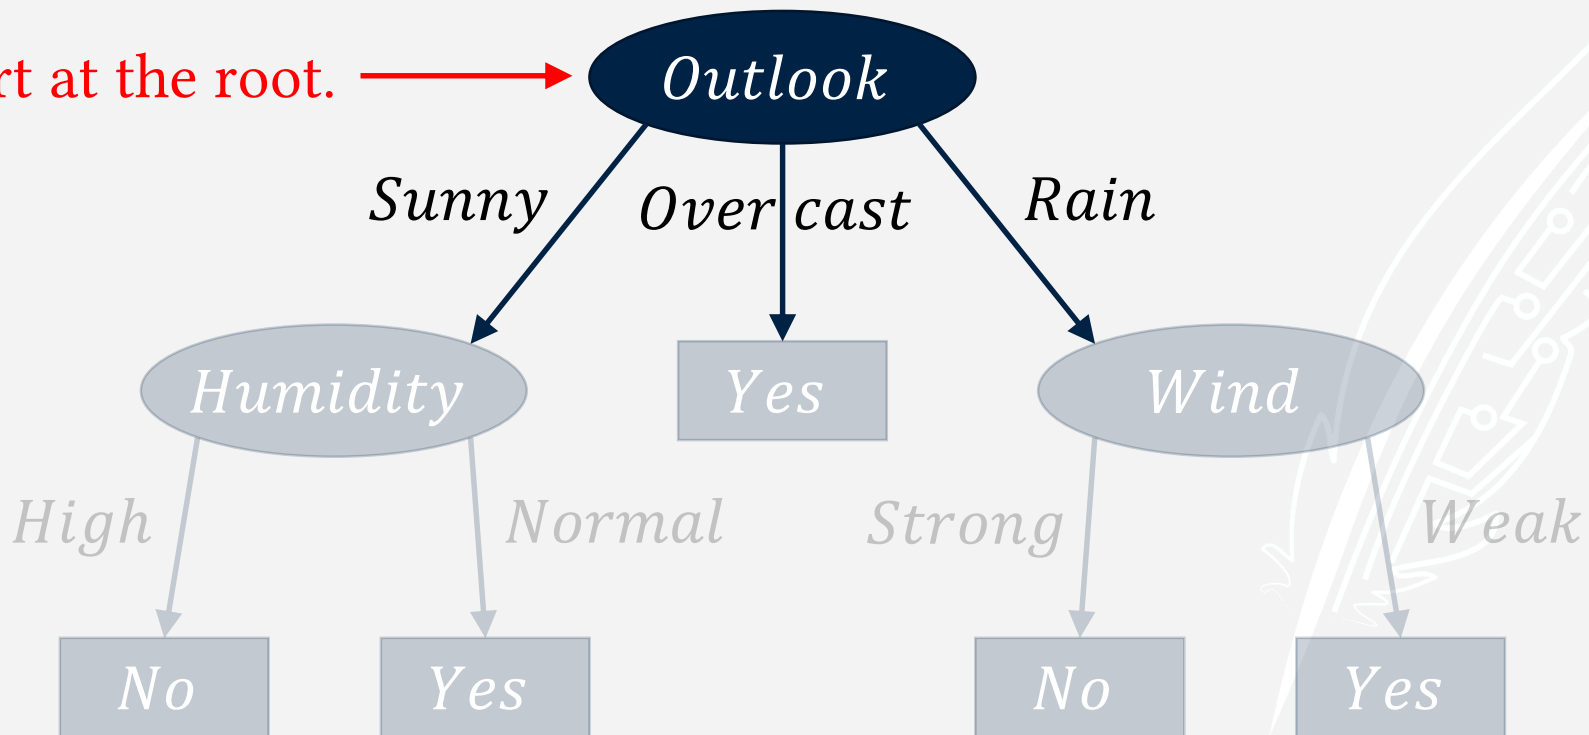 rt at the root.
Outlook
Sunny
Over cast
Rain
Humidity
Yes
Wind
High
Normal
Strong
Weak
No
Yes
No
Yes